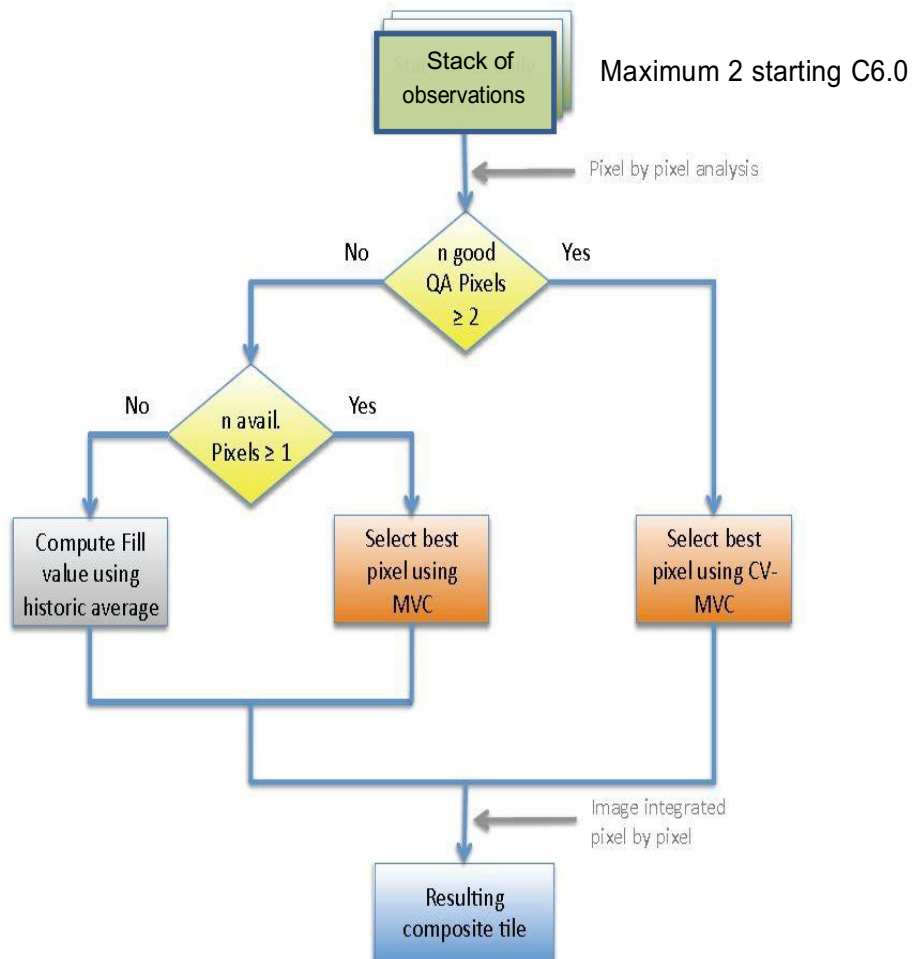 Stack of
observations
Maximum 2 starting C6.0
Pixel by pixel analysis
No
n good
QA Pixels
≥ 2
Yes
No
n avail.
Pixels ≥ 1
Yes
Compute Fill
value using
historic average
Select best
pixel using
MVC
Select best
pixel using CV-
MVC
Image integrated
pixel by pixel
Resulting
composite tile